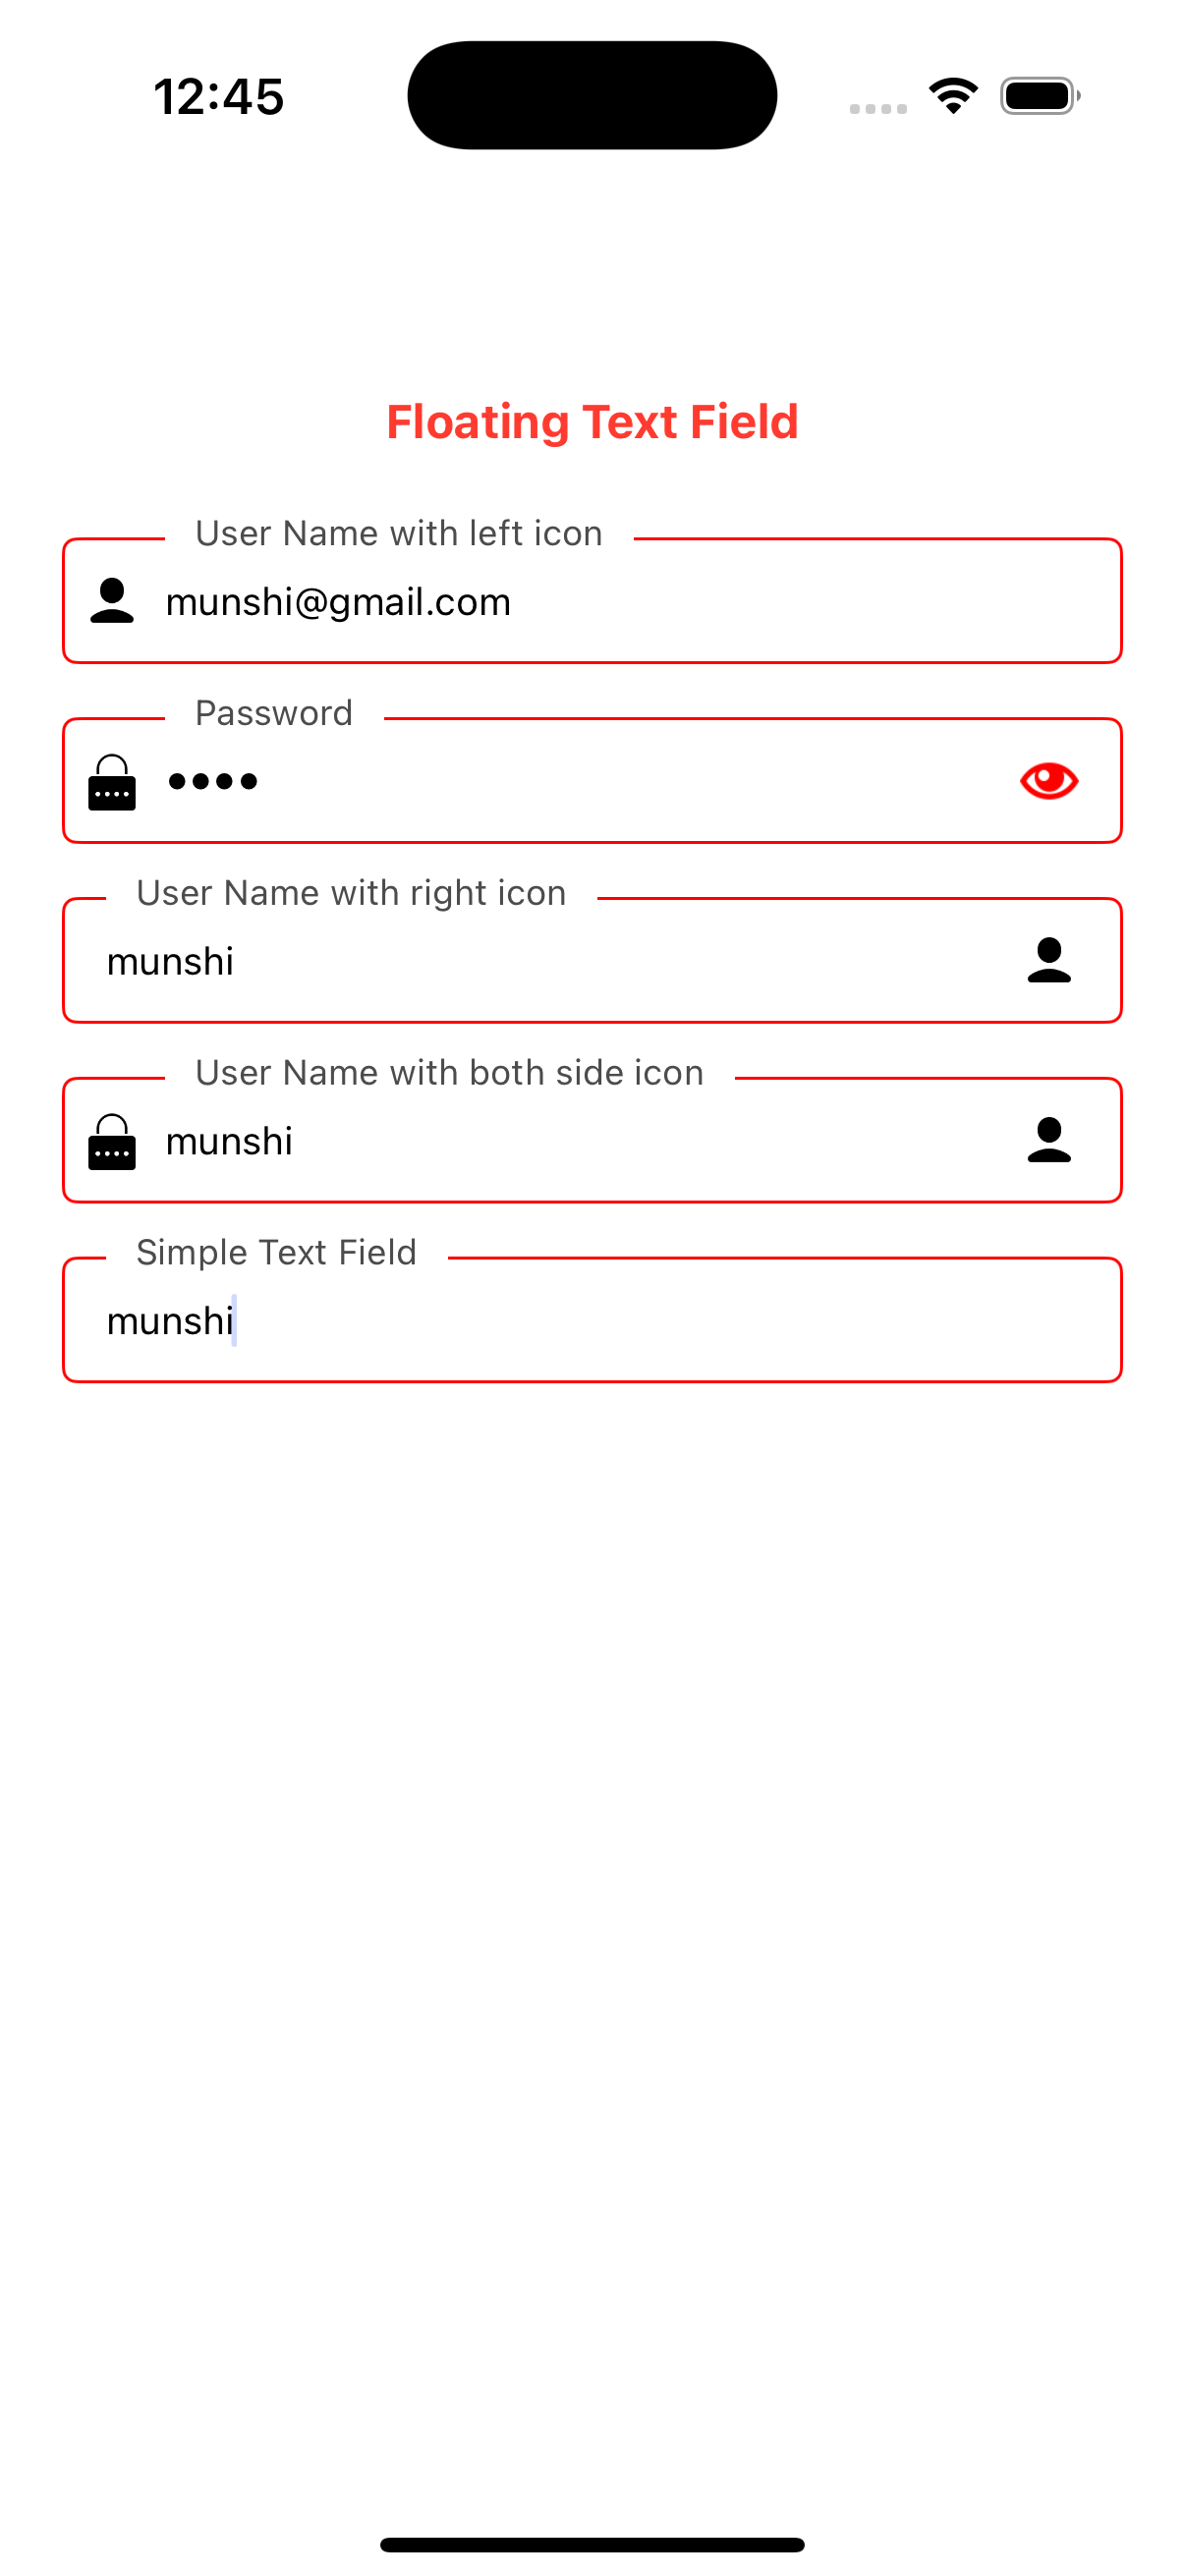 12:45
Floating Text Field
User Name with left icon
munshi@gmail.com
Password
••••
User Name with right icon
munshi
User Name with both side icon
munshi
Simple Text Field
munshi